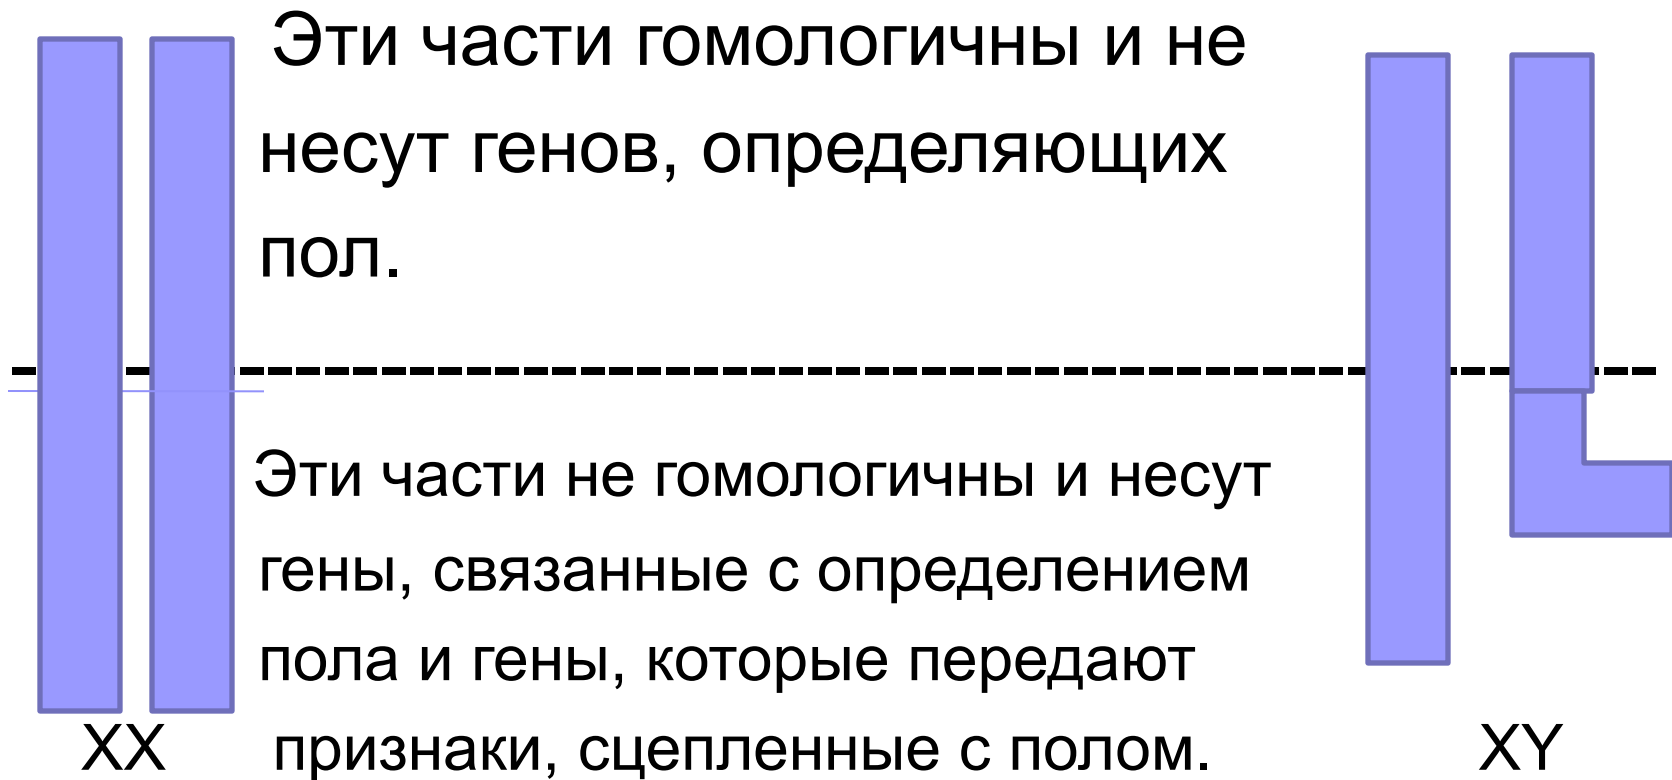 Эти части гомологичны и не
несут генов, определяющих
пол.
Эти части не гомологичны и несут
гены, связанные с определением
пола и гены, которые передают
признаки, сцепленные с полом.
XX
XY